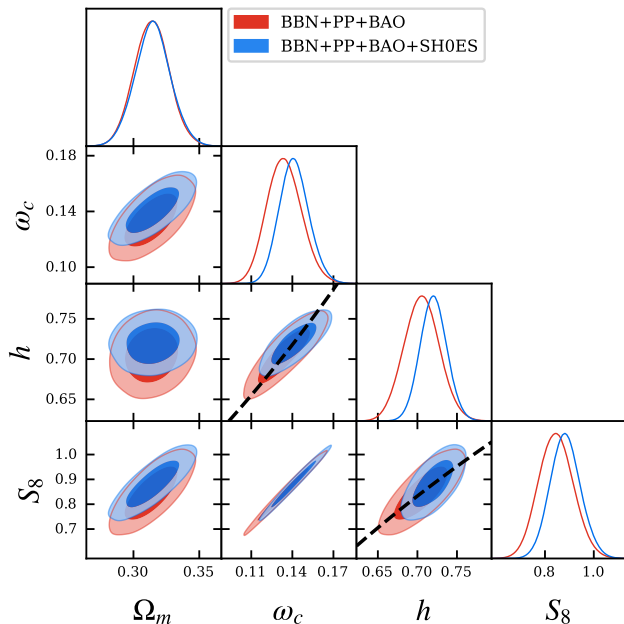 BBN+PP+BAO
BBN+PP+BAO+SH0ES
0.18
0.14
0.10
ω_c
0.75
0.70
0.65
h
1.0
0.9
0.8
0.7
S_8
0.30 0.35 0.11 0.14 0.17 0.65 0.70 0.75 0.8 1.0
Ω_m ω_c h S_8